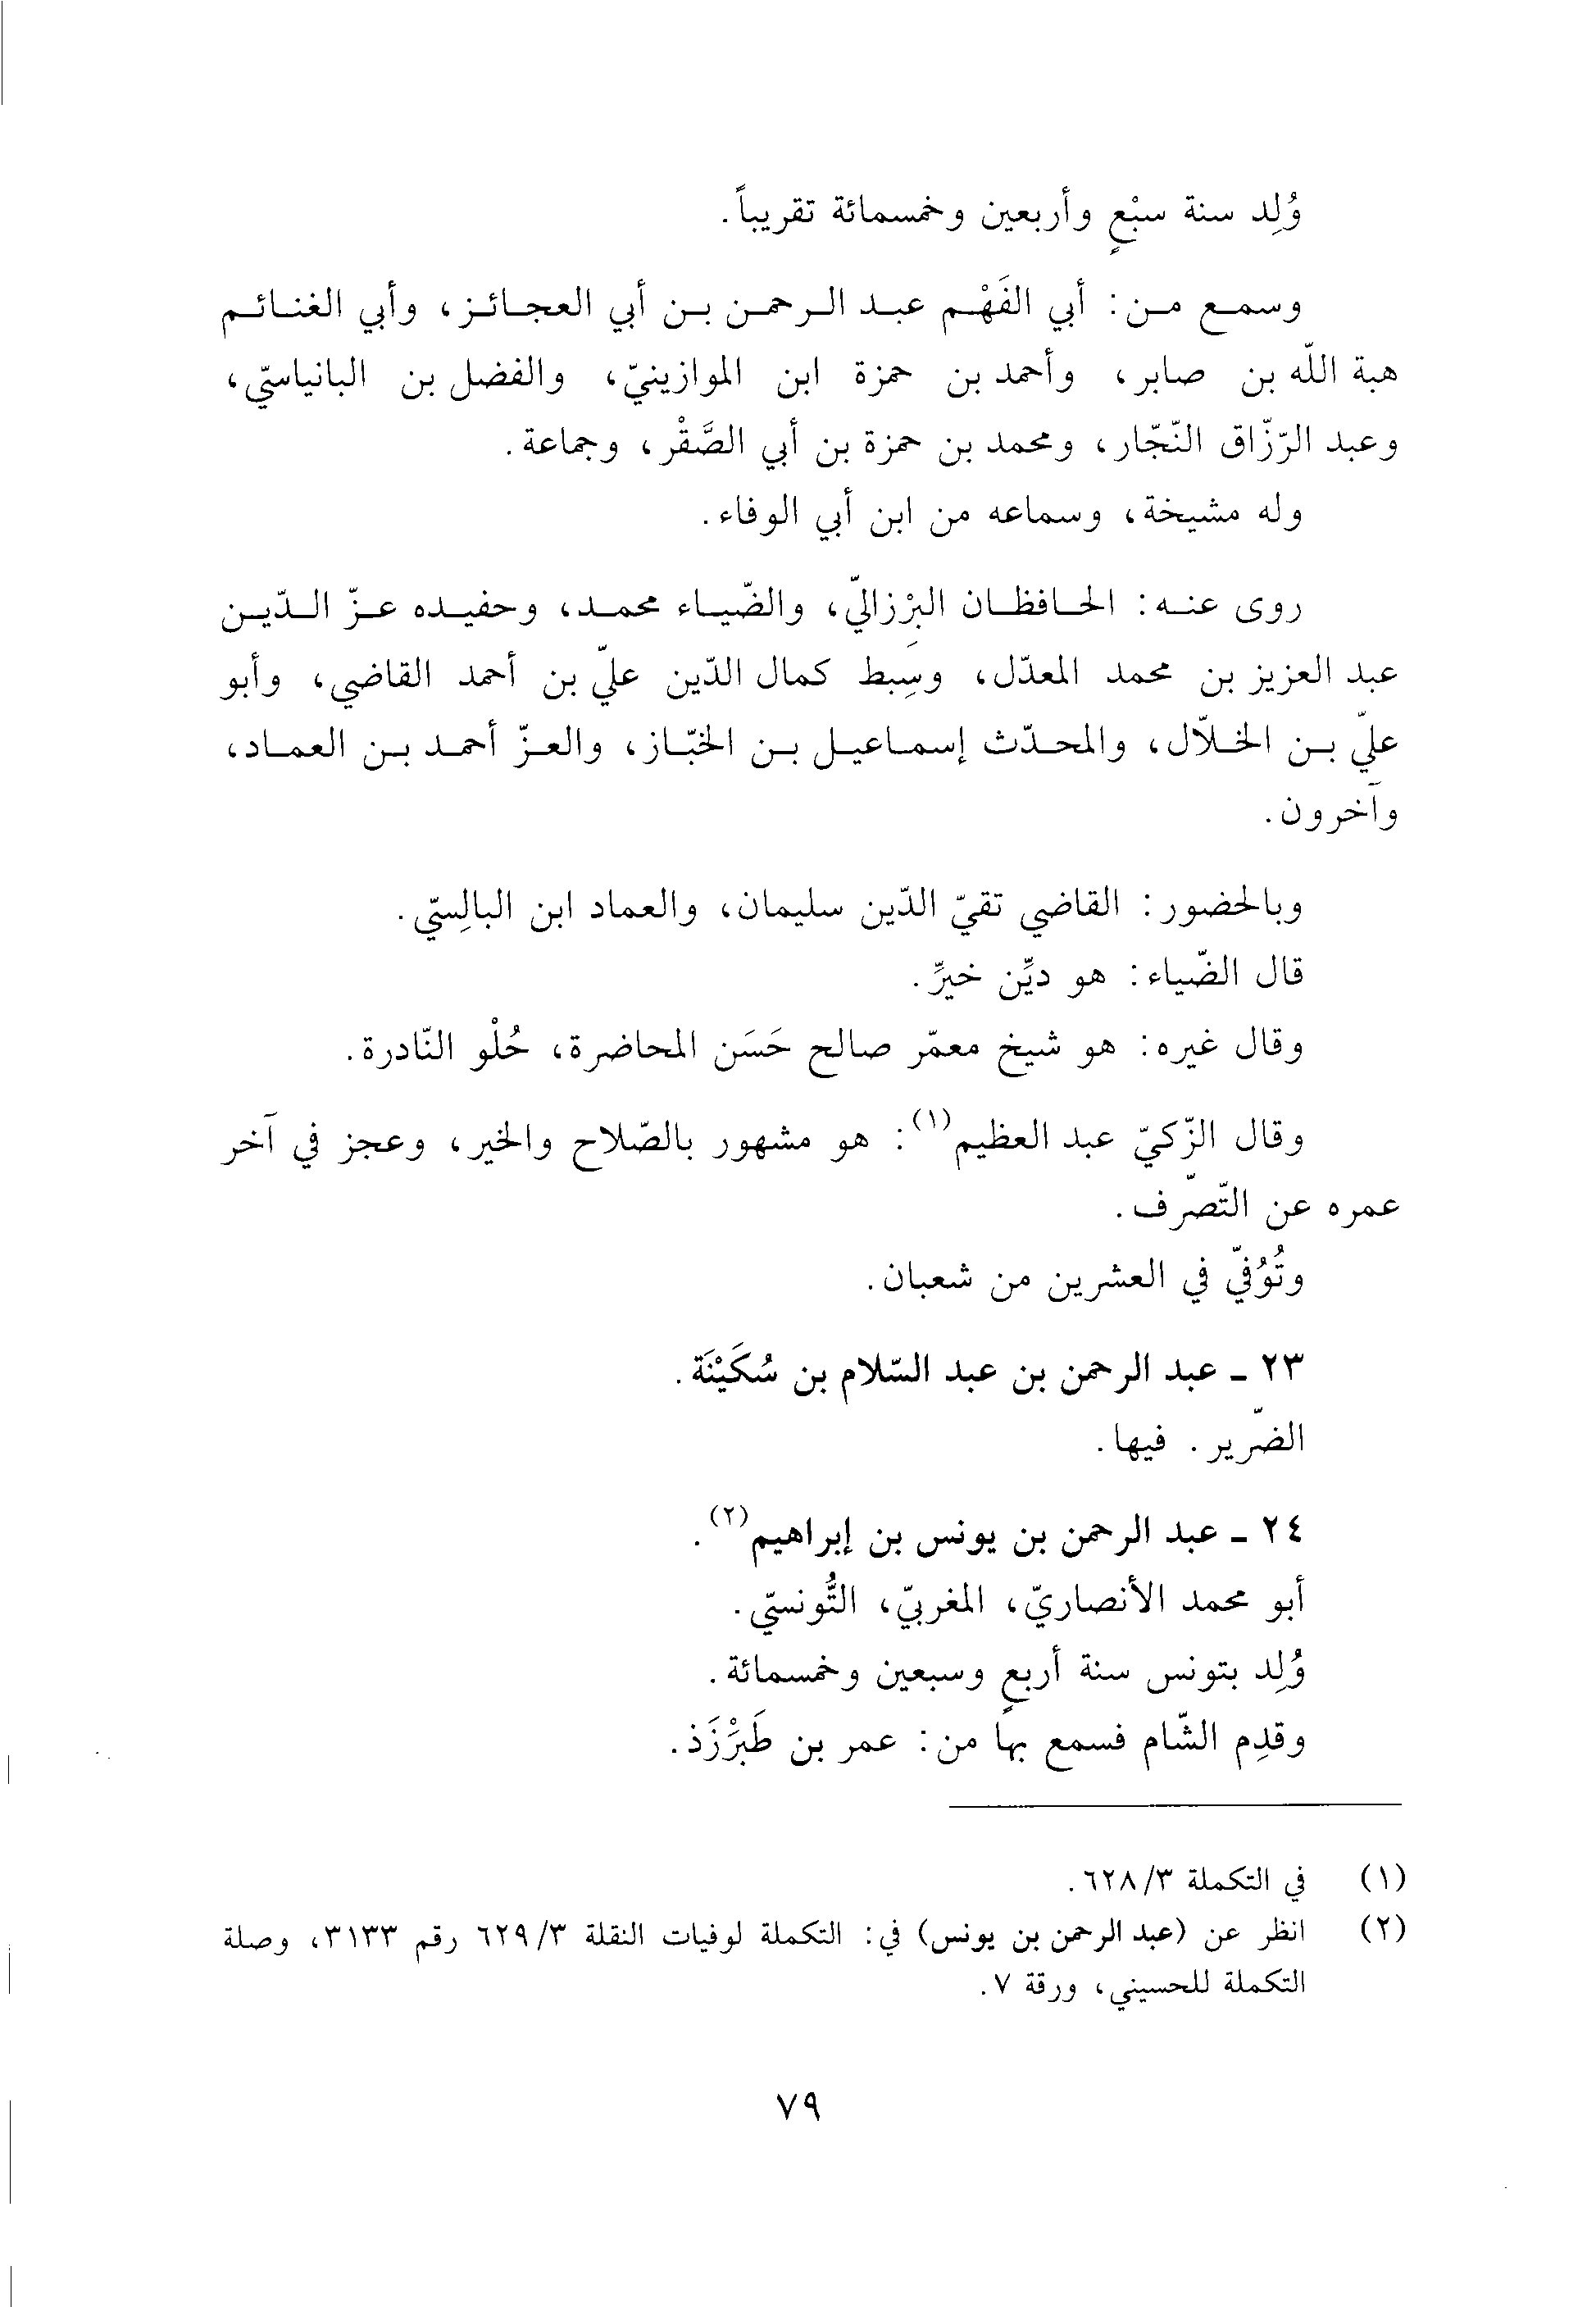 وُلِد سنة سبْعٍ وأربعين وخمسمائة تقريباً.
وسمع من: أبي الفَهْم عبد الرحمن بن أبي العجائز، وأبي الغنائم
هبة اللّه بن صابر، وأحمد بن حمزة ابن الموازينيّ، والفضل بن البانياسيّ،
وعبد الرّزّاق النّجّار، ومحمد بن حمزة بن أبي الصَّقْر، وجماعة.
وله مشيخة، وسماعه من ابن أبي الوفاء.
روى عنه: الحافظان البِرْزاليّ، والضّياء محمد، وحفيده عزّ الدّين
عبد العزيز بن محمد المعدّل، وسِبط كمال الدّين عليّ بن أحمد القاضي، وأبو
عليّ بن الخلّال، والمحدّث إسماعيل بن الخبّاز، والعزّ أحمد بن العماد،
وآخرون.
وبالحضور: القاضي تقيّ الدّين سليمان، والعماد ابن البالِسيّ.
قال الضّياء: هو ديِّن خيِّر.
وقال غيره: هو شيخ معمّر صالح حَسَن المحاضرة، حُلْو النّادرة.
وقال الزّكيّ عبد العظيم(١): هو مشهور بالصّلاح والخير، وعجز في آخر
عمره عن التّصرّف.
وتُوُفيّ في العشرين من شعبان.
٢٣ ـ عبد الرحمن بن عبد السّلام بن سُكَيْنَة.
الضّرير. فيها.
٢٤ ـ عبد الرحمن بن يونس بن إبراهيم(٢).
أبو محمد الأنصاريّ، المغربيّ، التُّونسيّ.
وُلِد بتونس سنة أربعٍ وسبعين وخمسمائة.
وقدِم الشّام فسمع بها من: عمر بن طَبَرْزَذ.
(١) في التكملة ٣/٦٢٨.
(٢) انظر عن (عبد الرحمن بن يونس) في: التكملة لوفيات النقلة ٣/٦٢٩ رقم ٣١٣٣، وصلة
التكملة للحسيني، ورقة ٧.
٧٩